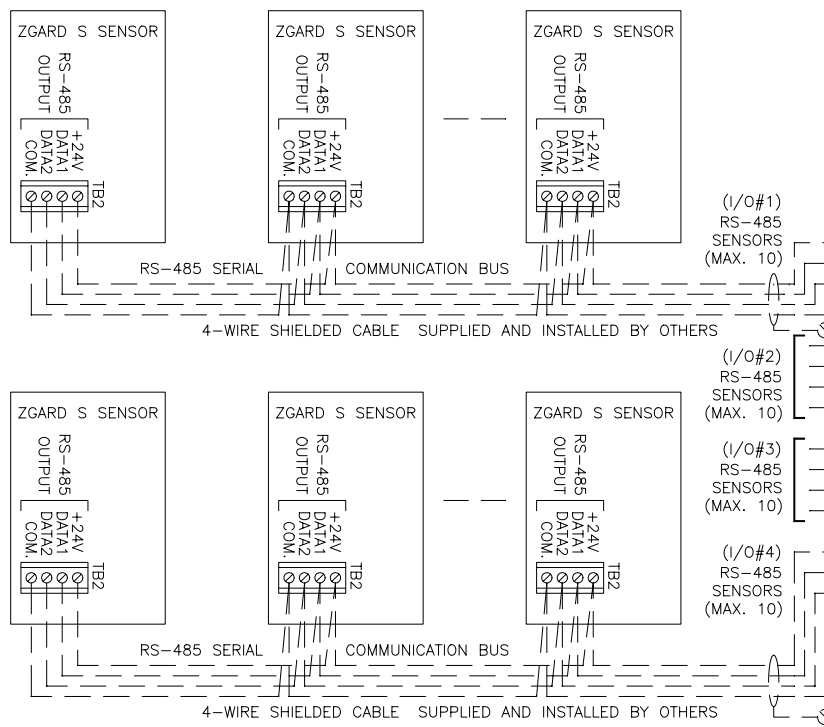 ZGARD S SENSOR
RS-485
OUTPUT
+24V
DATA1
DATA2
COM.
TB2
ZGARD S SENSOR
RS-485
OUTPUT
+24V
DATA1
DATA2
COM.
TB2
ZGARD S SENSOR
RS-485
OUTPUT
+24V
DATA1
DATA2
COM.
TB2
(I/O#1)
RS-485
SENSORS
(MAX. 10)
RS-485 SERIAL COMMUNICATION BUS
4-WIRE SHIELDED CABLE SUPPLIED AND INSTALLED BY OTHERS
(I/O#2)
RS-485
SENSORS
(MAX. 10)
(I/O#3)
RS-485
SENSORS
(MAX. 10)
ZGARD S SENSOR
RS-485
OUTPUT
+24V
DATA1
DATA2
COM.
TB2
ZGARD S SENSOR
RS-485
OUTPUT
+24V
DATA1
DATA2
COM.
TB2
ZGARD S SENSOR
RS-485
OUTPUT
+24V
DATA1
DATA2
COM.
TB2
(I/O#4)
RS-485
SENSORS
(MAX. 10)
RS-485 SERIAL COMMUNICATION BUS
4-WIRE SHIELDED CABLE SUPPLIED AND INSTALLED BY OTHERS